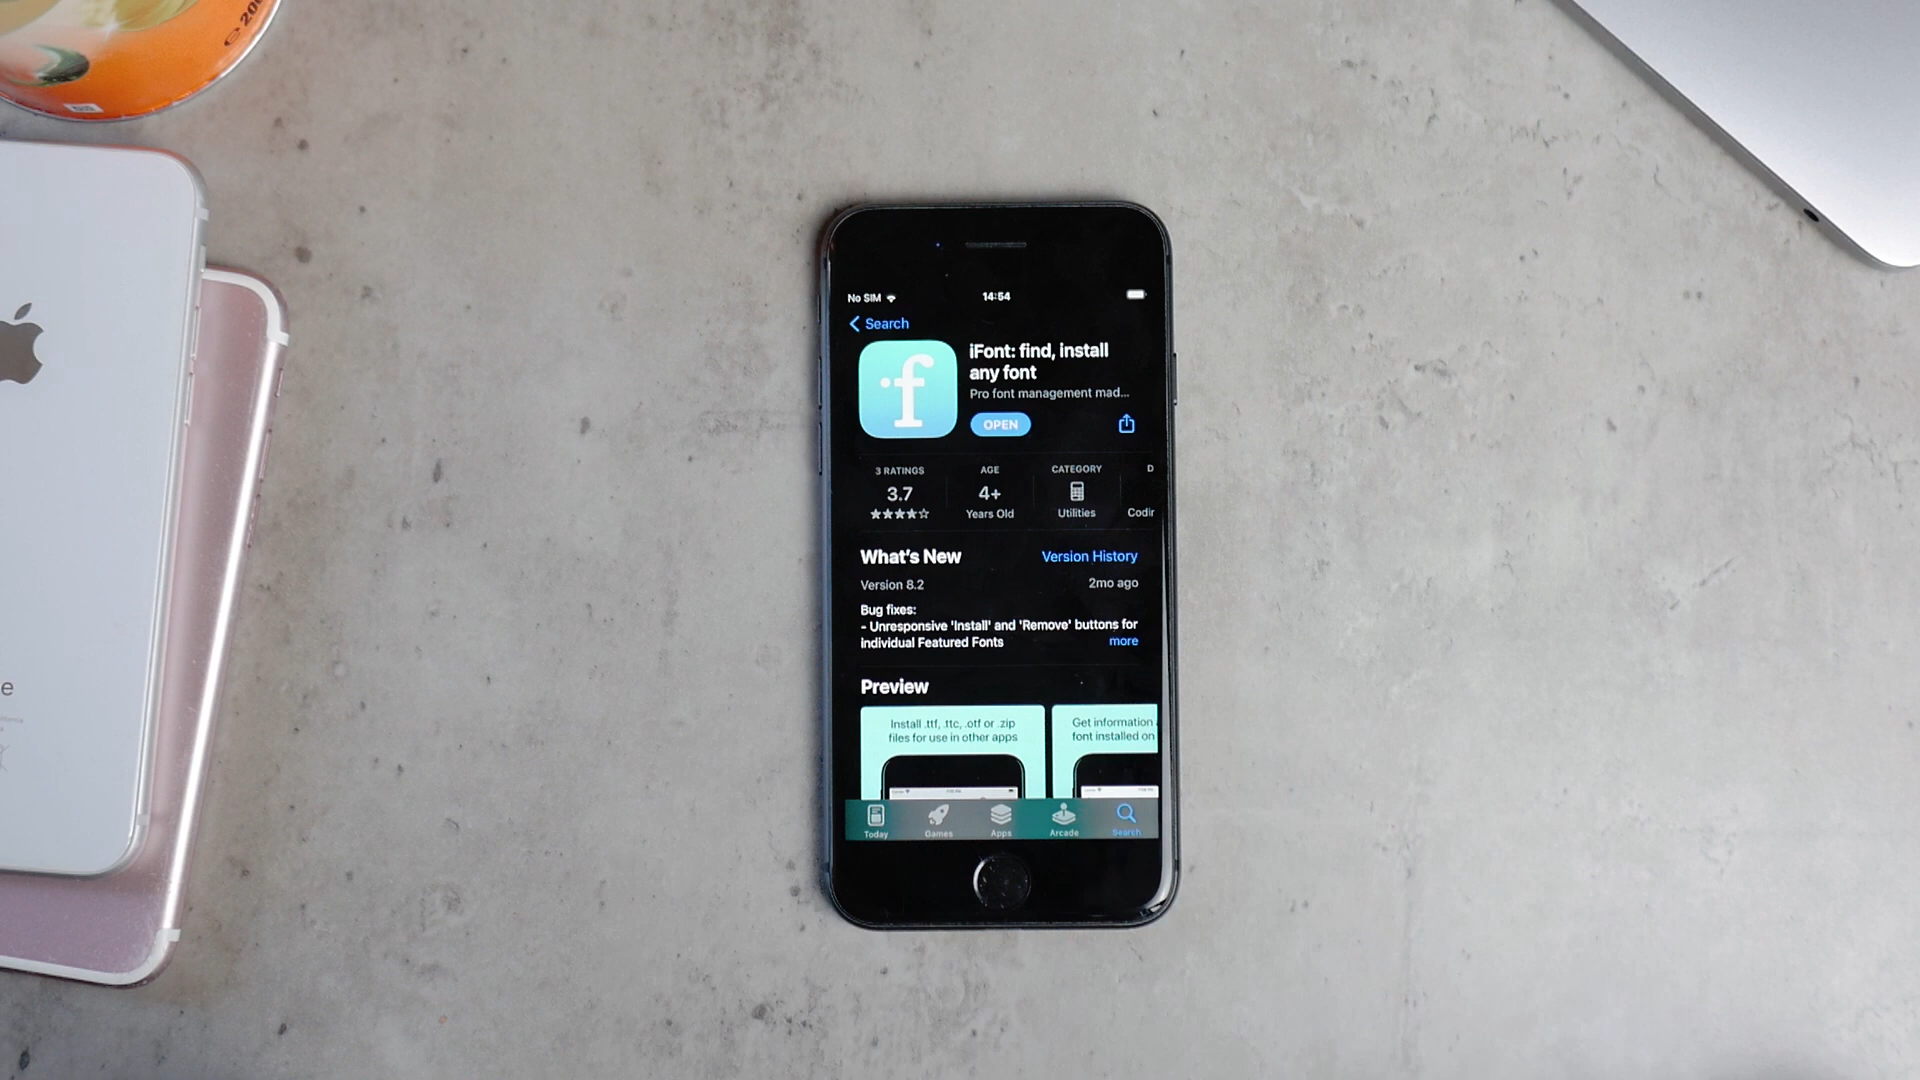 ℮ 200
No SIM
14:54
Search
iFont: find, install
any font
Pro font management mad...
OPEN
3 RATINGS
AGE
CATEGORY
D
3.7
4+
Years Old
Utilities
Codir
What's New
Version History
Version 8.2
2mo ago
Bug fixes:
- Unresponsive 'Install' and 'Remove' buttons for
individual Featured Fonts
more
Preview
Install .ttf, .ttc, .otf or .zip
files for use in other apps
Get information
font installed on
Today
Games
Apps
Arcade
Search
e